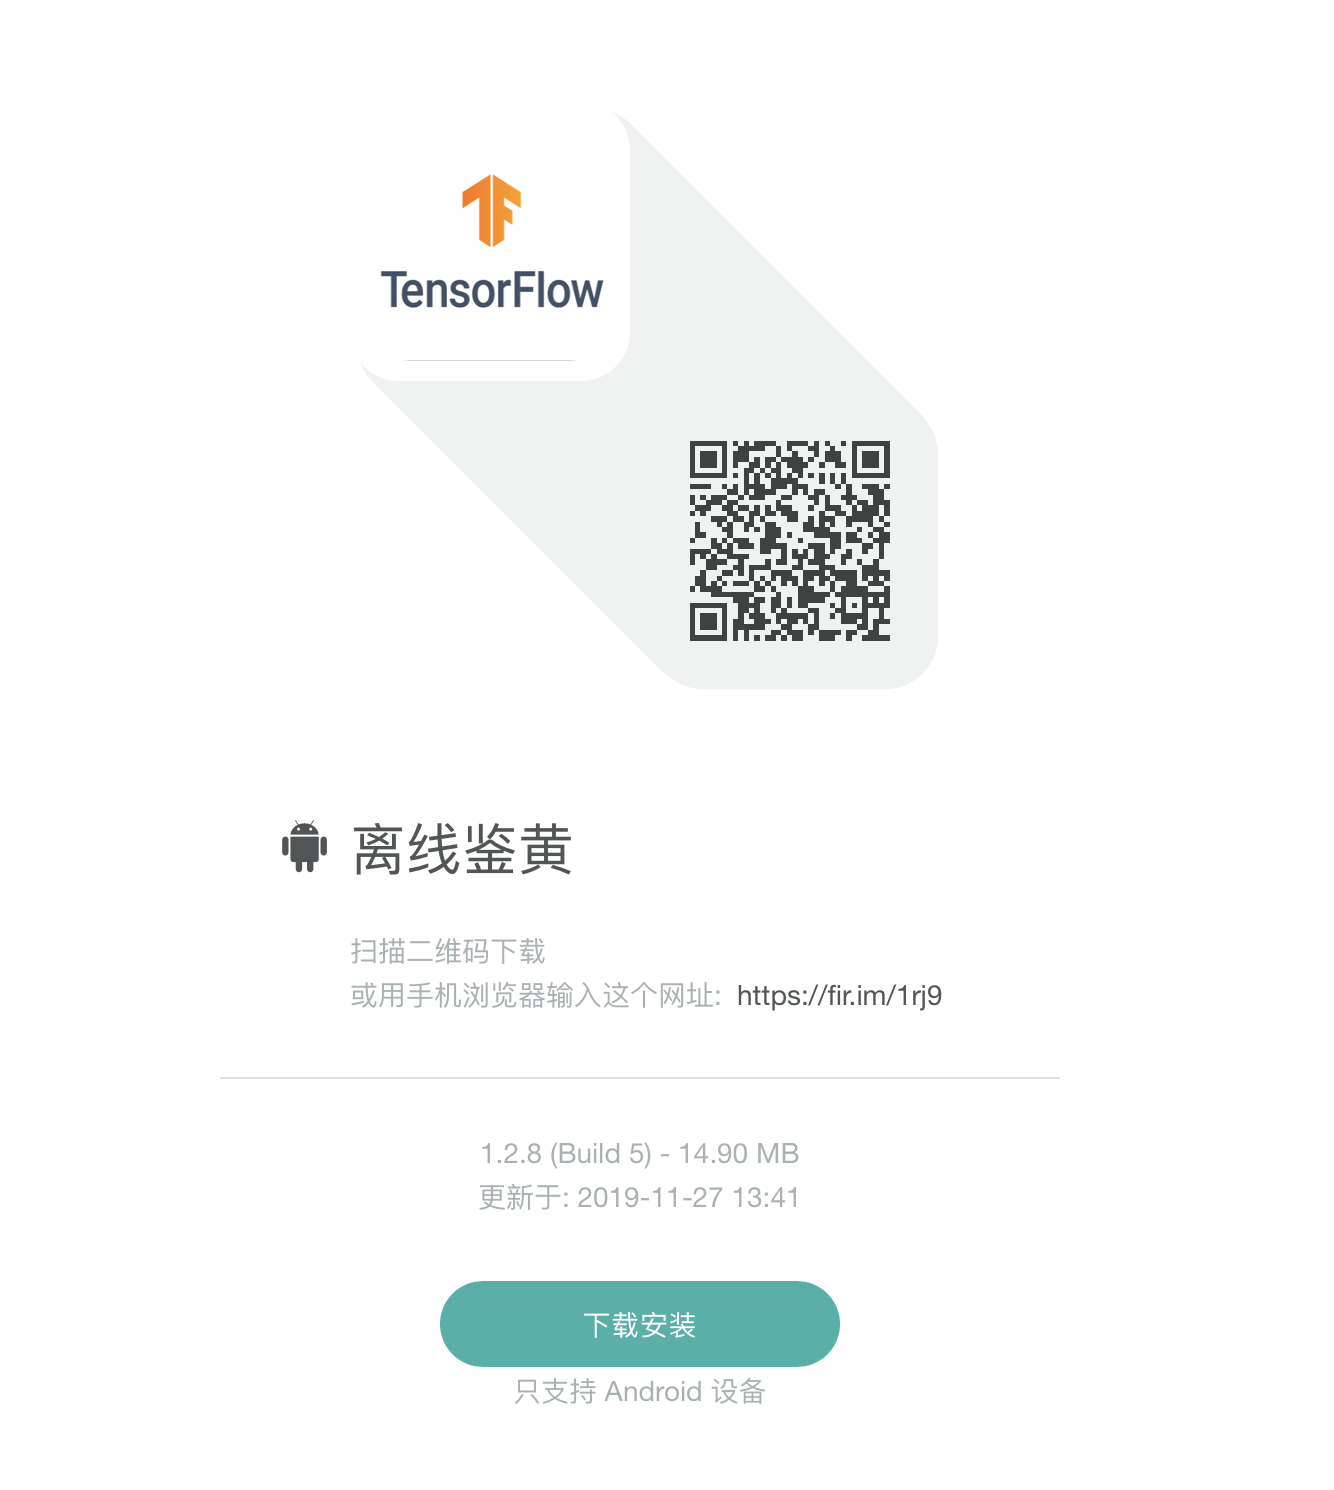 TensorFlow
离线鉴黄
扫描二维码下载
或用手机浏览器输入这个网址: https://fir.im/1rj9
1.2.8 (Build 5) - 14.90 MB
更新于: 2019-11-27 13:41
下载安装
只支持 Android 设备